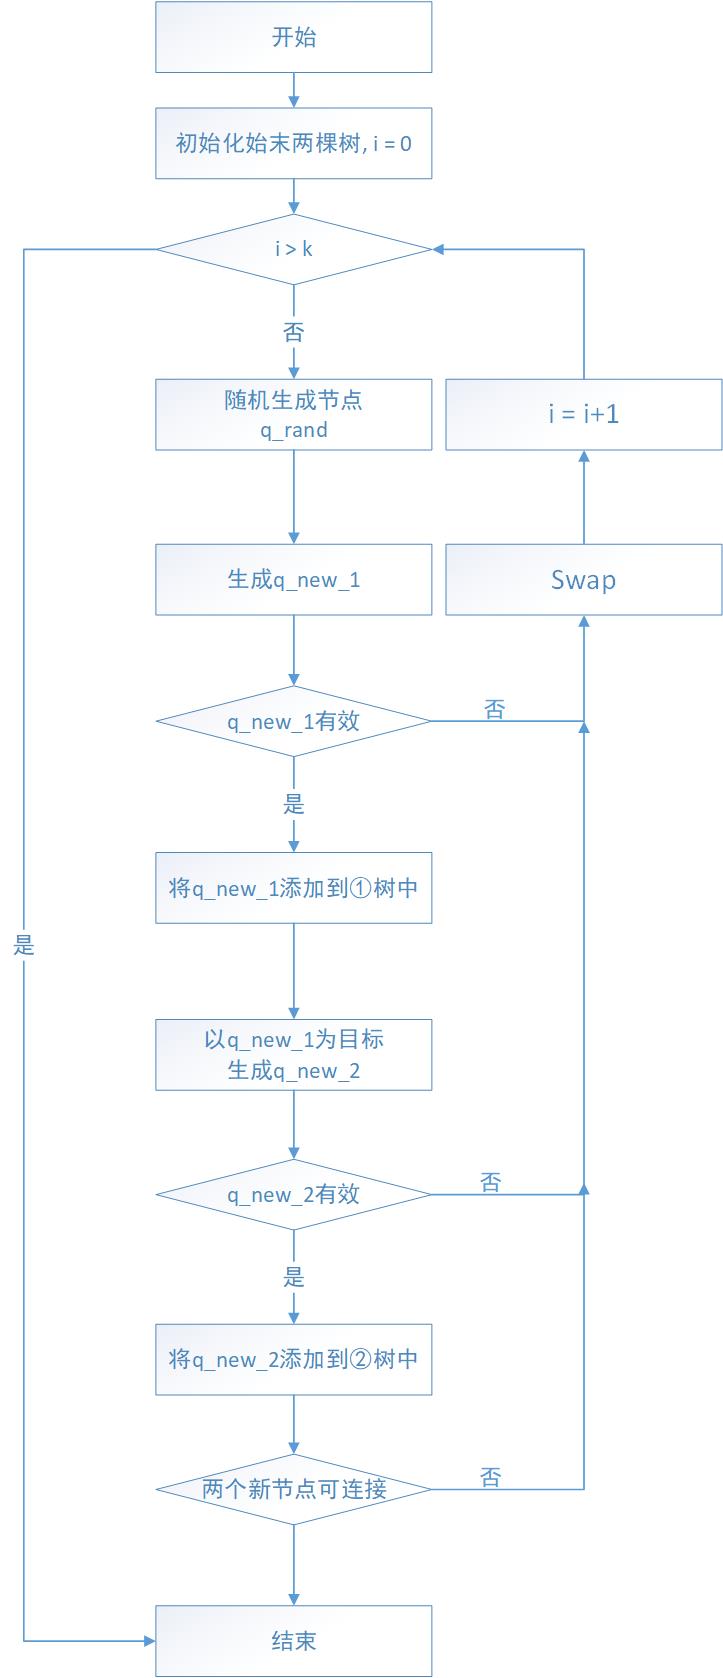 开始
初始化始末两棵树, i = 0
i > k
否
随机生成节点
q_rand
i = i+1
生成q_new_1
Swap
q_new_1有效
否
是
将q_new_1添加到①树中
是
以q_new_1为目标
生成q_new_2
q_new_2有效
否
是
将q_new_2添加到②树中
两个新节点可连接
否
结束